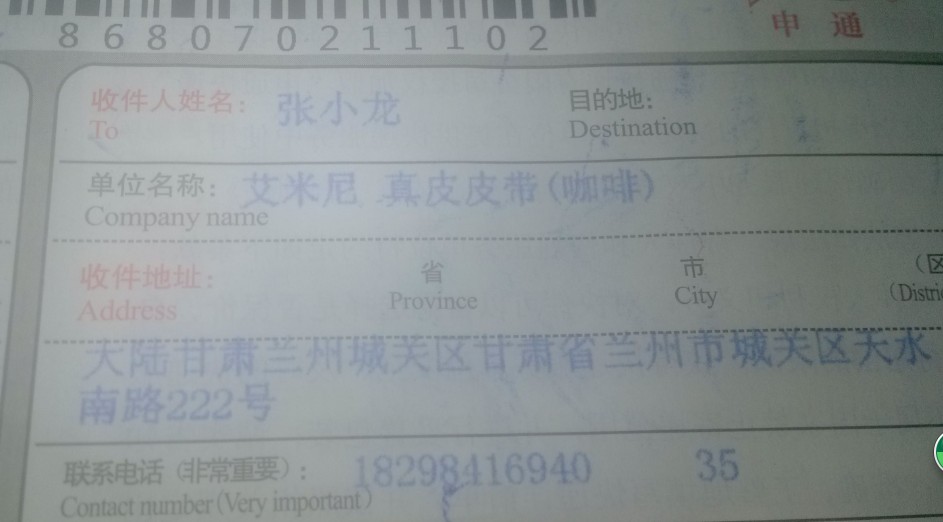 868070211102
申通
收件人姓名： 张小龙 目的地：
To Destination
单位名称： 艾米尼 真皮皮带(咖啡)
Company name
收件地址： 省 市 (区
Address Province City (Distri
大陆甘肃兰州城关区甘肃省兰州市城关区天水
南路222号
联系电话（非常重要）： 18298416940 35
Contact number(Very important)